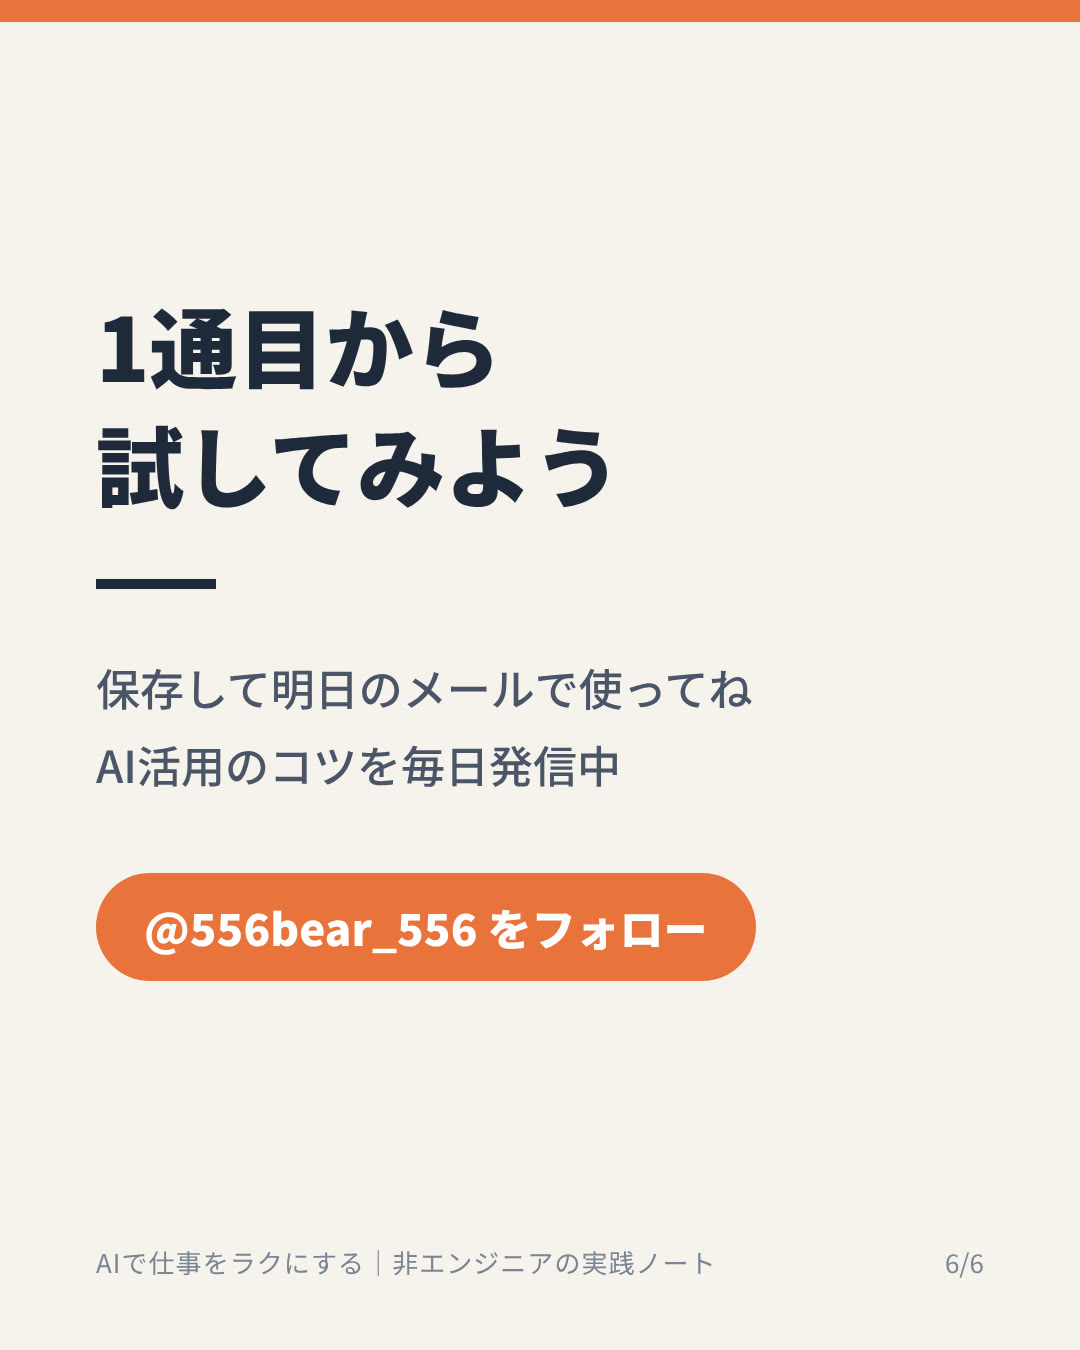 1通目から
試してみよう
保存して明日のメールで使ってね
AI活用のコツを毎日発信中
@556bear_556 をフォロー
AIで仕事をラクにする｜非エンジニアの実践ノート
6/6